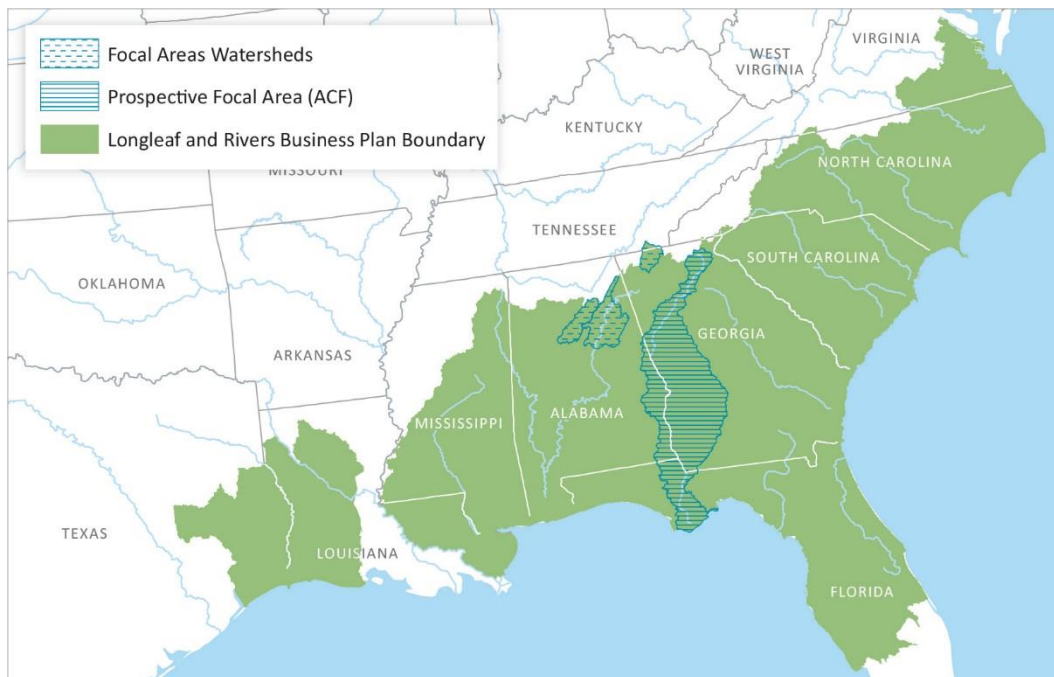 Focal Areas Watersheds
Prospective Focal Area (ACF)
Longleaf and Rivers Business Plan Boundary
WEST
VIRGINIA
VIRGINIA
KENTUCKY
MISSOURI
NORTH CAROLINA
TENNESSEE
SOUTH CAROLINA
OKLAHOMA
ARKANSAS
GEORGIA
MISSISSIPPI
ALABAMA
TEXAS
LOUISIANA
FLORIDA